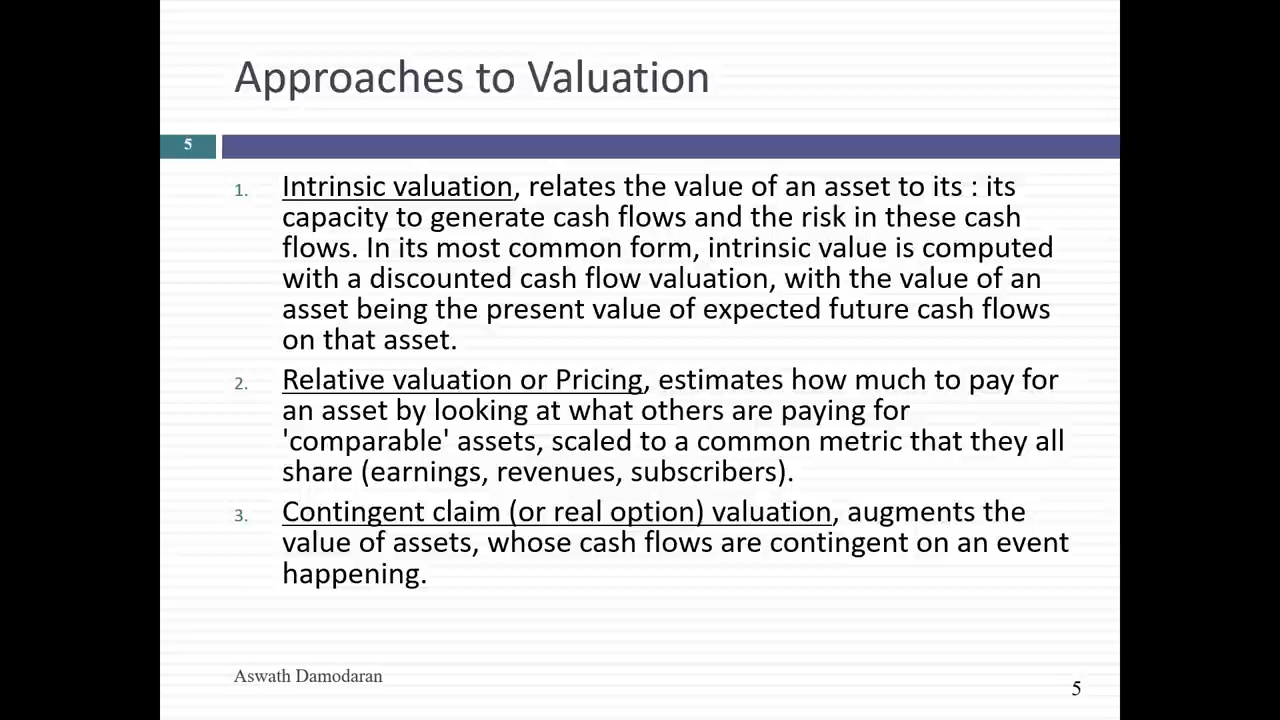 Approaches to Valuation
5
1. Intrinsic valuation, relates the value of an asset to its : its
capacity to generate cash flows and the risk in these cash
flows. In its most common form, intrinsic value is computed
with a discounted cash flow valuation, with the value of an
asset being the present value of expected future cash flows
on that asset.
2. Relative valuation or Pricing, estimates how much to pay for
an asset by looking at what others are paying for
'comparable' assets, scaled to a common metric that they all
share (earnings, revenues, subscribers).
3. Contingent claim (or real option) valuation, augments the
value of assets, whose cash flows are contingent on an event
happening.
Aswath Damodaran
5